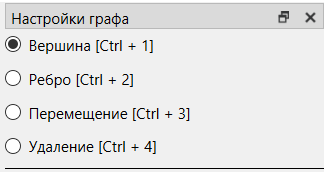 Настройки графа
Вершина [Ctrl + 1]
Ребро [Ctrl + 2]
Перемещение [Ctrl + 3]
Удаление [Ctrl + 4]